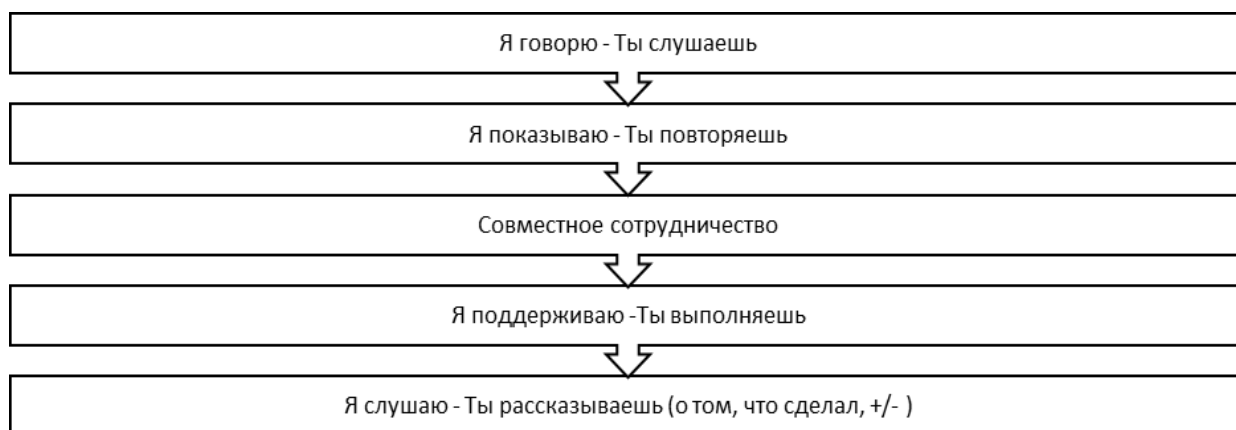 Я говорю - Ты слушаешь
Я показываю - Ты повторяешь
Совместное сотрудничество
Я поддерживаю -Ты выполняешь
Я слушаю - Ты рассказываешь (о том, что сделал, +/- )